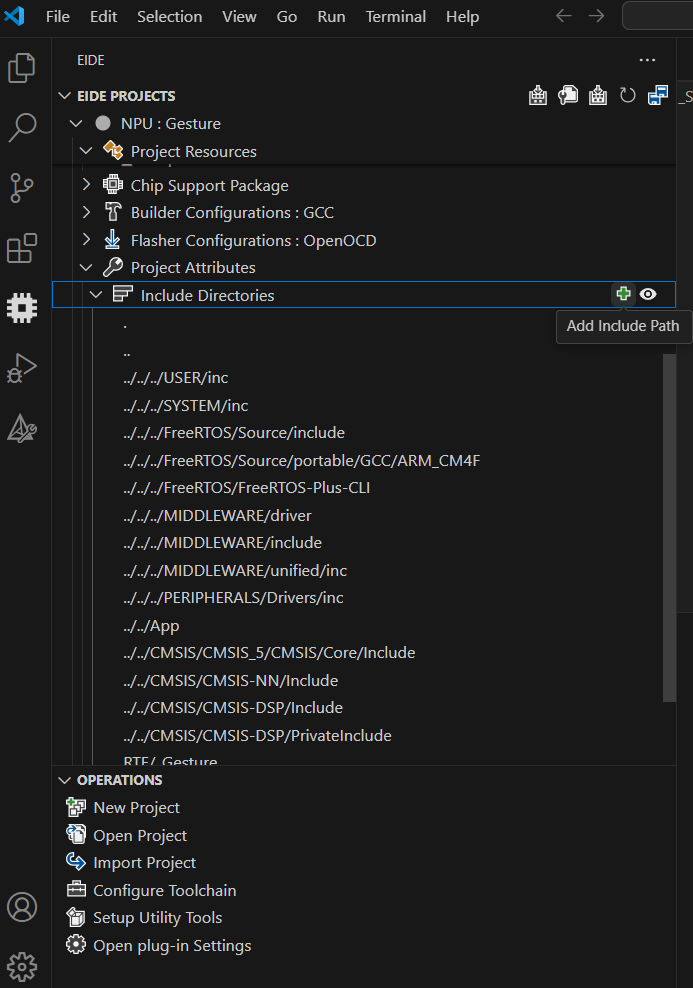 File Edit Selection View Go Run Terminal Help
EIDE
EIDE PROJECTS
_S
NPU : Gesture
Project Resources
Chip Support Package
Builder Configurations : GCC
Flasher Configurations : OpenOCD
Project Attributes
Include Directories
Add Include Path
.
..
../../../USER/inc
../../../SYSTEM/inc
../../../FreeRTOS/Source/include
../../../FreeRTOS/Source/portable/GCC/ARM_CM4F
../../../FreeRTOS/FreeRTOS-Plus-CLI
../../../MIDDLEWARE/driver
../../../MIDDLEWARE/include
../../../MIDDLEWARE/unified/inc
../../../PERIPHERALS/Drivers/inc
../../App
../../CMSIS/CMSIS_5/CMSIS/Core/Include
../../CMSIS/CMSIS-NN/Include
../../CMSIS/CMSIS-DSP/Include
../../CMSIS/CMSIS-DSP/PrivateInclude
RTE/_Gesture
OPERATIONS
New Project
Open Project
Import Project
Configure Toolchain
Setup Utility Tools
Open plug-in Settings